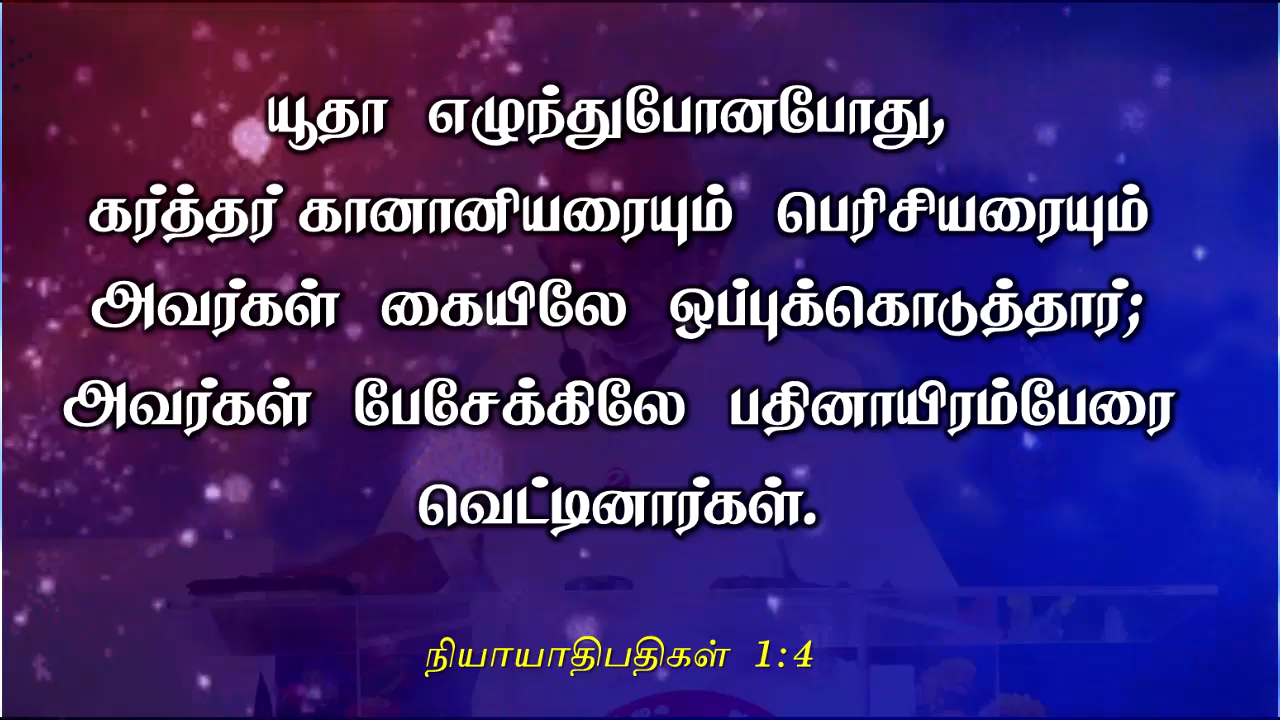 யூதா எழுந்துபோனபோது,
கர்த்தர் கானானியரையும் பெரிசியரையும்
அவர்கள் கையிலே ஒப்புக்கொடுத்தார்;
அவர்கள் பேசேக்கிலே பதினாயிரம்பேரை
வெட்டினார்கள்.
நியாயாதிபதிகள் 1:4